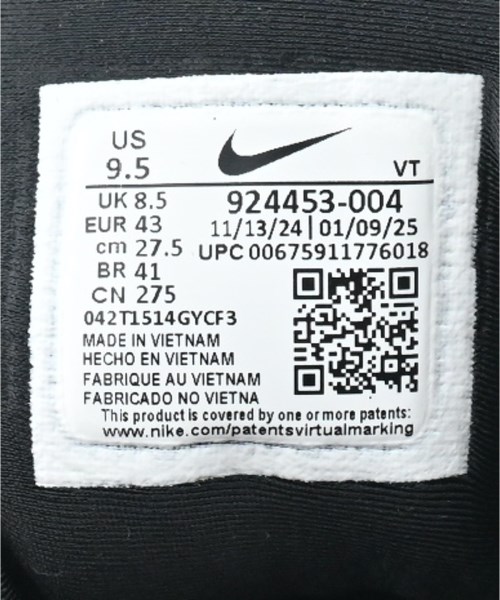 US
9.5
VT
UK 8.5
924453-004
EUR 43
11/13/24 | 01/09/25
cm 27.5
UPC 00675911776018
BR 41
CN 275
042T1514GYCF3
MADE IN VIETNAM
HECHO EN VIETNAM
FABRIQUE AU VIETNAM
FABRICADO NO VIETNA
This product is covered by one or more patents:
www.nike.com/patentsvirtualmarking